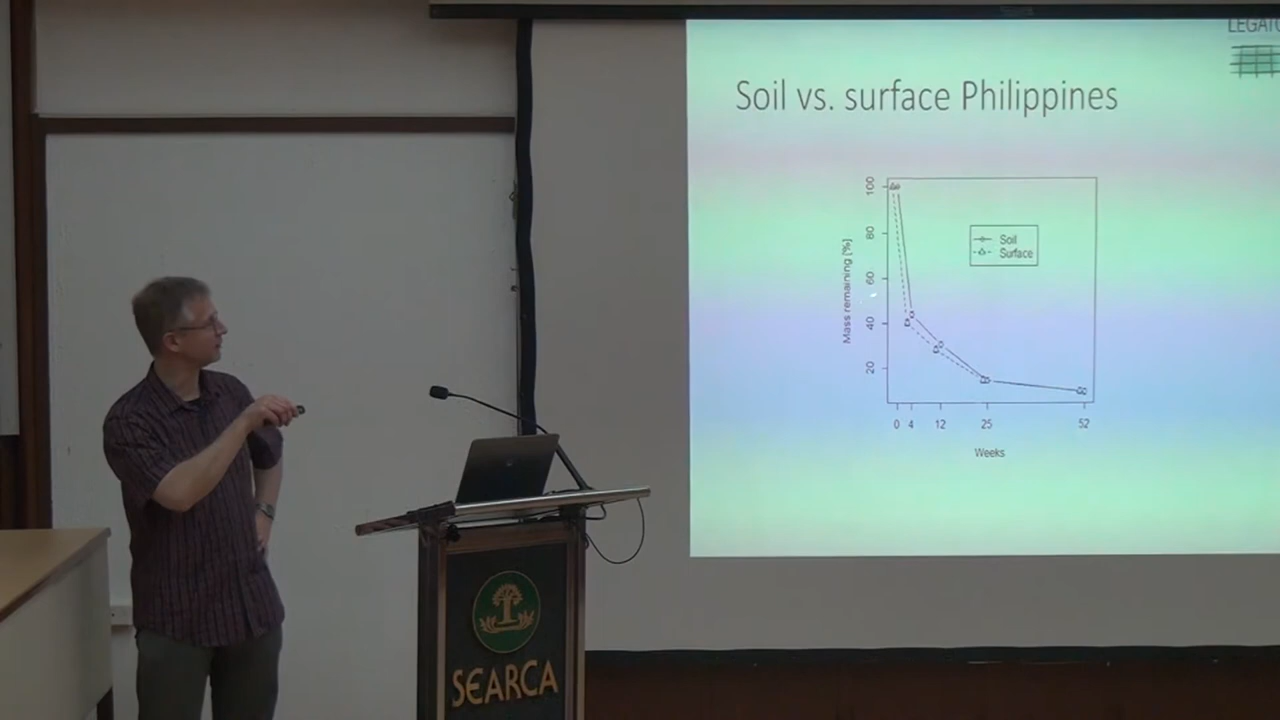 LEGATO
Soil vs. surface Philippines
100
80
60
40
20
Mass remaining [%]
Soil
Surface
0 4 12 25 52
Weeks
SEARCA